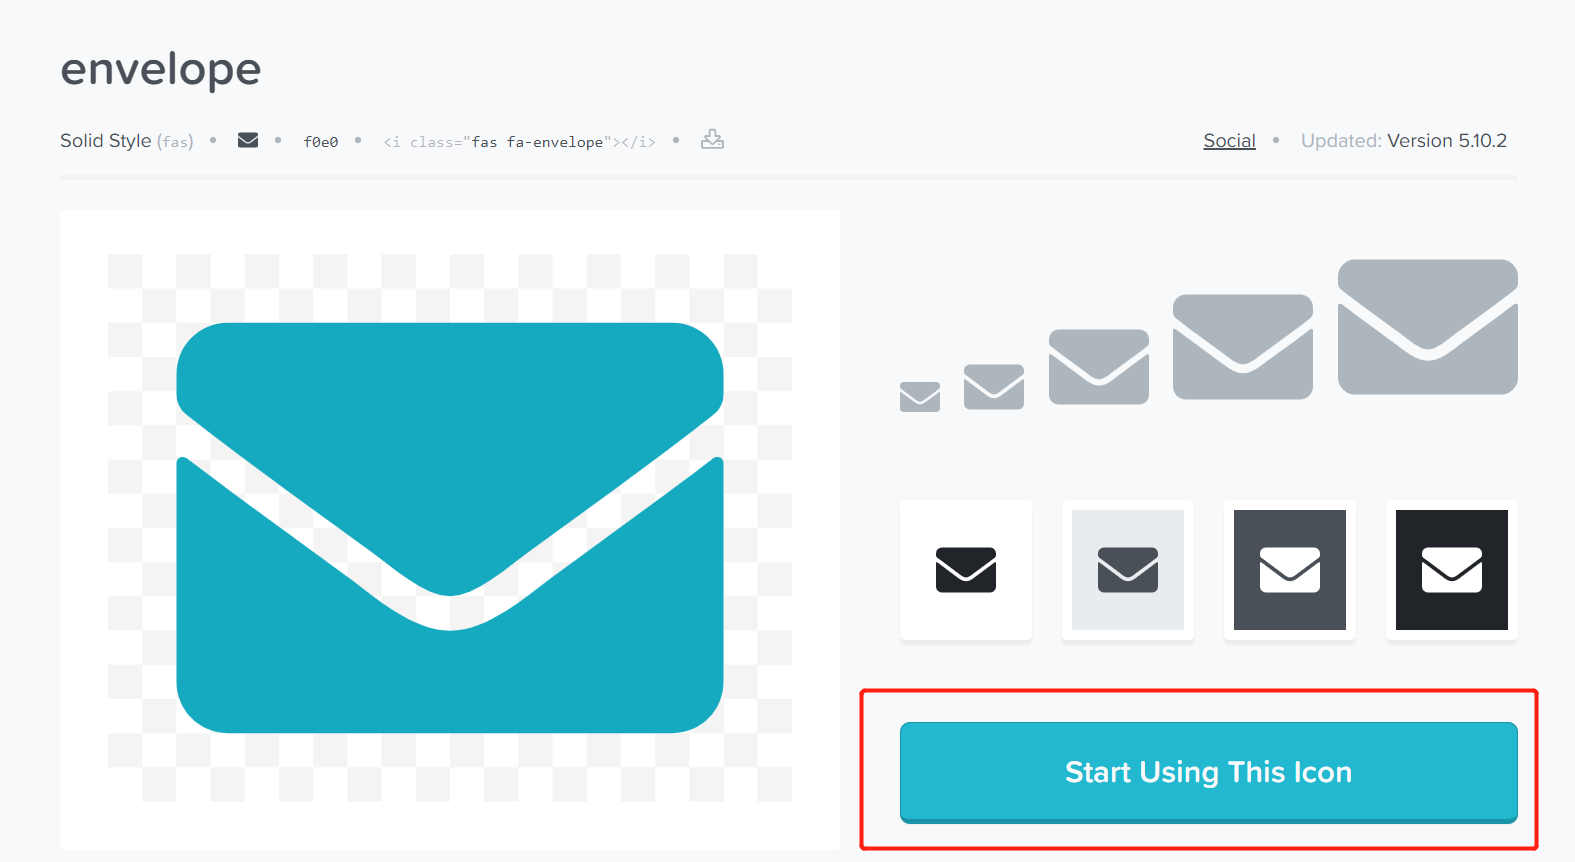 envelope
Solid Style (fas) • • f0e0 • <i class="fas fa-envelope"></i> •
Social • Updated: Version 5.10.2
Start Using This Icon